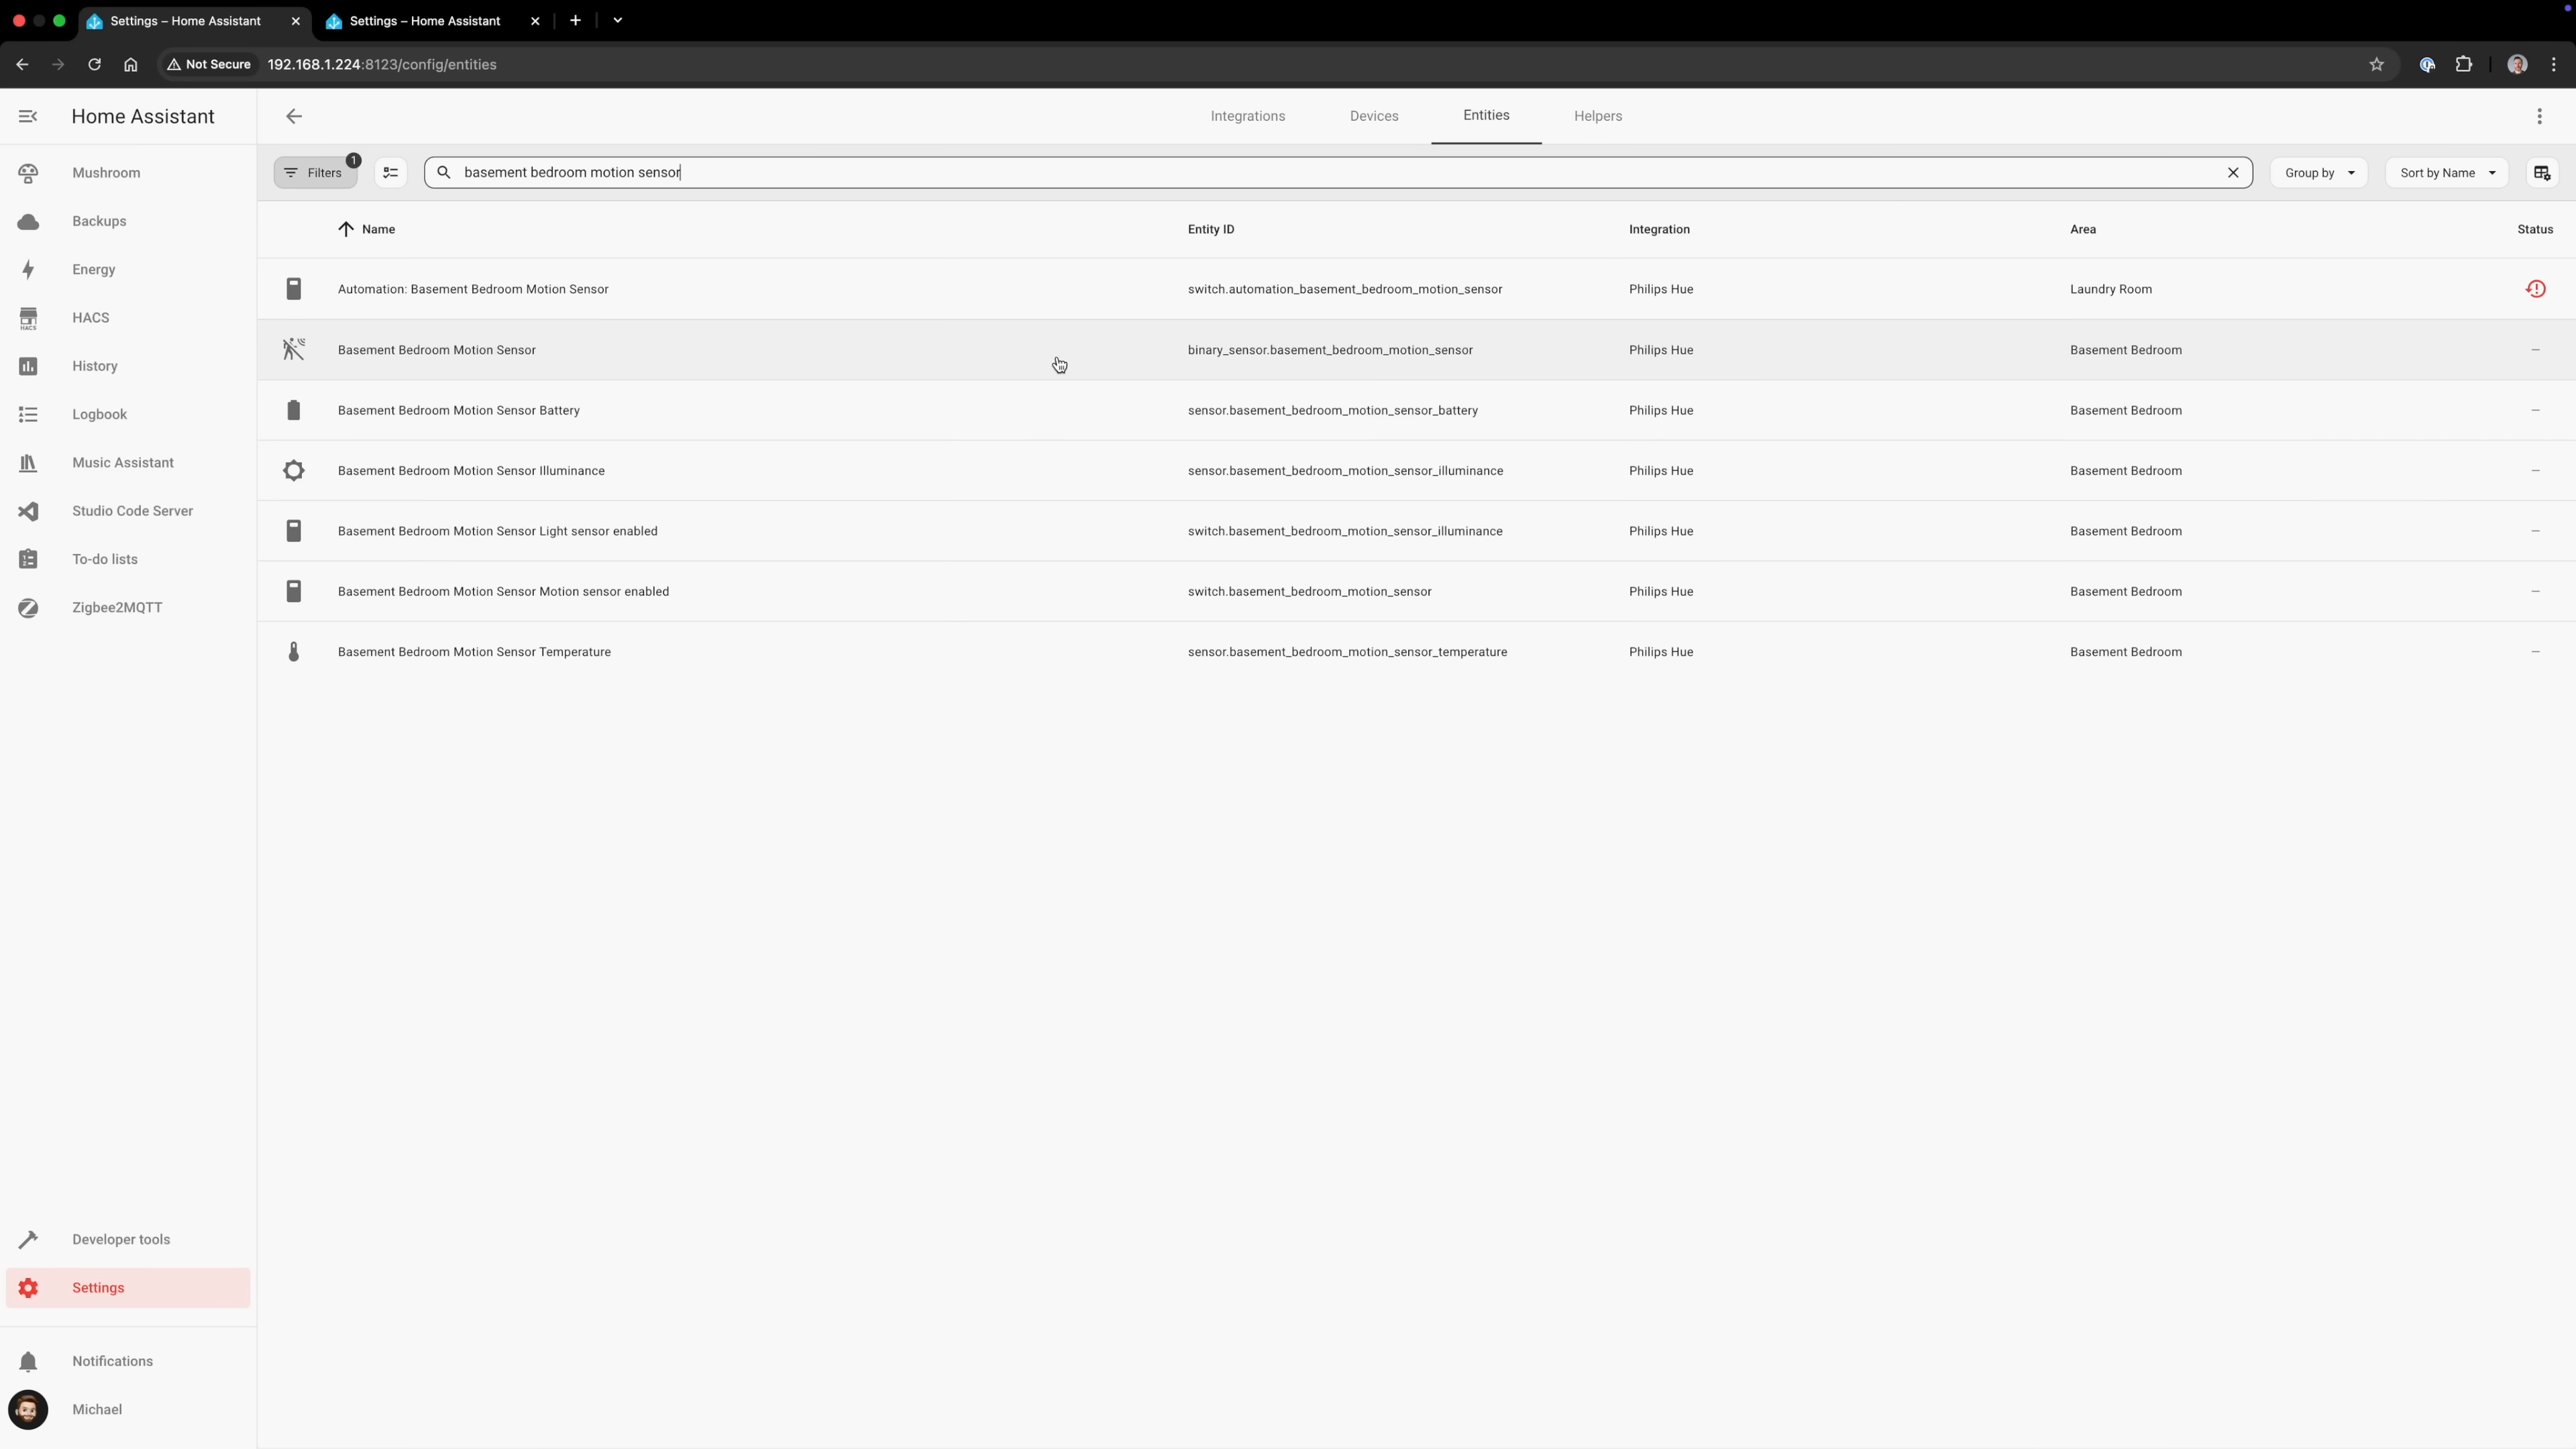 Settings – Home Assistant
Settings – Home Assistant
Not Secure 192.168.1.224:8123/config/entities
Home Assistant
Integrations Devices Entities Helpers
Mushroom
Backups
Energy
HACS
HACS
History
Logbook
Music Assistant
Studio Code Server
To-do lists
Zigbee2MQTT
Developer tools
Settings
Notifications
Michael
Filters 1 basement bedroom motion sensor Group by Sort by Name
Name Entity ID Integration Area Status
Automation: Basement Bedroom Motion Sensor switch.automation_basement_bedroom_motion_sensor Philips Hue Laundry Room
Basement Bedroom Motion Sensor binary_sensor.basement_bedroom_motion_sensor Philips Hue Basement Bedroom —
Basement Bedroom Motion Sensor Battery sensor.basement_bedroom_motion_sensor_battery Philips Hue Basement Bedroom —
Basement Bedroom Motion Sensor Illuminance sensor.basement_bedroom_motion_sensor_illuminance Philips Hue Basement Bedroom —
Basement Bedroom Motion Sensor Light sensor enabled switch.basement_bedroom_motion_sensor_illuminance Philips Hue Basement Bedroom —
Basement Bedroom Motion Sensor Motion sensor enabled switch.basement_bedroom_motion_sensor Philips Hue Basement Bedroom —
Basement Bedroom Motion Sensor Temperature sensor.basement_bedroom_motion_sensor_temperature Philips Hue Basement Bedroom —